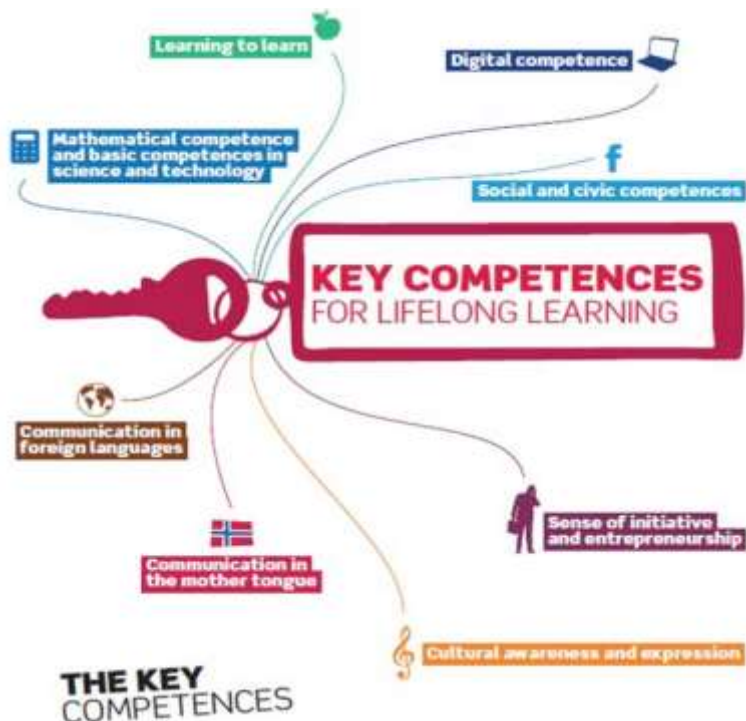 Learning to learn
Digital competence
Mathematical competence
and basic competences in
science and technology
Social and civic competences
KEY COMPETENCES
FOR LIFELONG LEARNING
Communication in
foreign languages
Sense of initiative
and entrepreneurship
Communication in
the mother tongue
Cultural awareness and expression
THE KEY
COMPETENCES